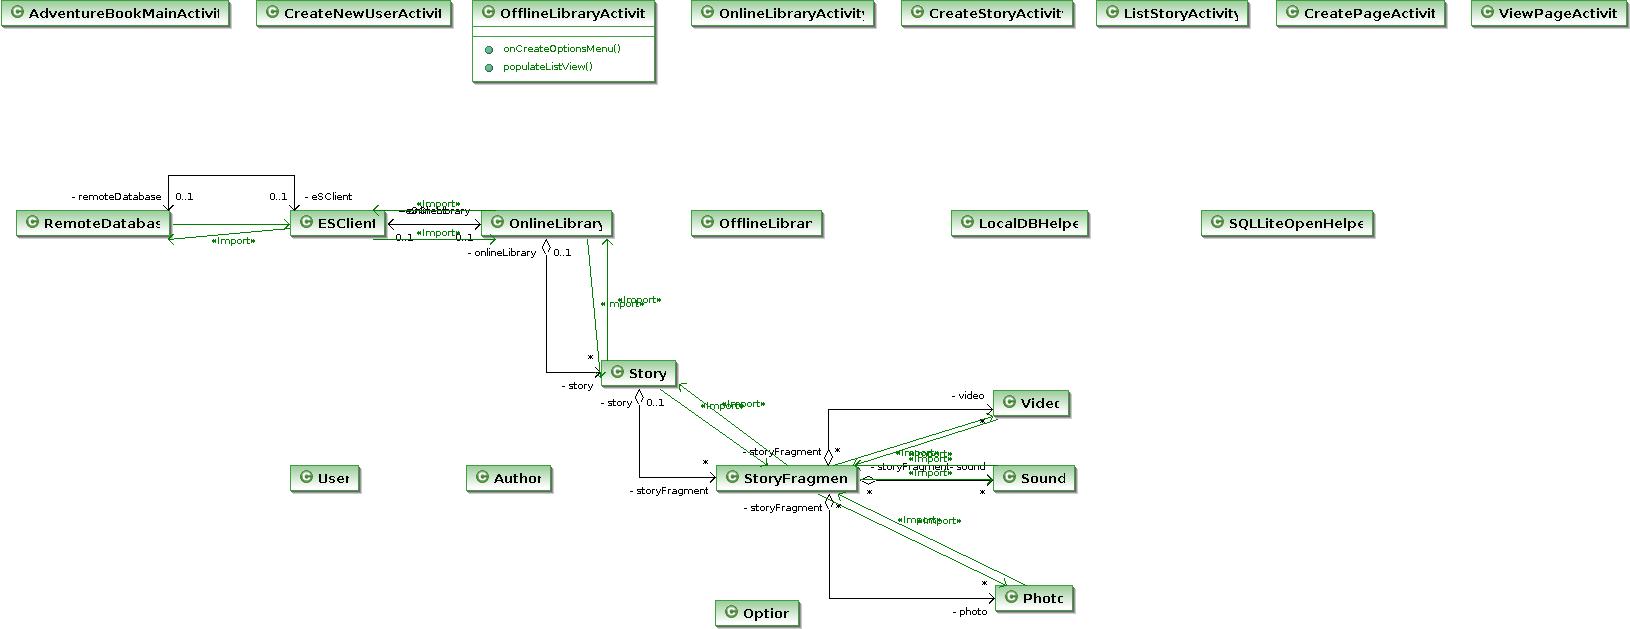 AdventureBookMainActivit
CreateNewUserActivit
OfflineLibraryActivit
OnlineLibraryActivity
CreateStoryActivit
ListStoryActivity
CreatePageActivit
ViewPageActivit
onCreateOptionsMenu()
populateListView()
- remoteDatabase
0..1
0..1
- eSClient
«Import»
RemoteDatabas
ESClient
OnlineLibrary
OfflineLibrar
LocalDBHelpe
SQLLiteOpenHelpe
«Import»
«Import»
0..1
0..1
- onlineLibrary
0..1
«Import»
«Import»
*
Story
- story
- story
0..1
«Import»
«Import»
- video
Videc
*
- storyFragment
*
«Import»
«Import»
*
- storyFragment
- sound
«Import»
User
Author
StoryFragmen
Sound
- storyFragment
*
*
- storyFragment
*
«Import»
«Import»
*
Photc
- photo
Optior